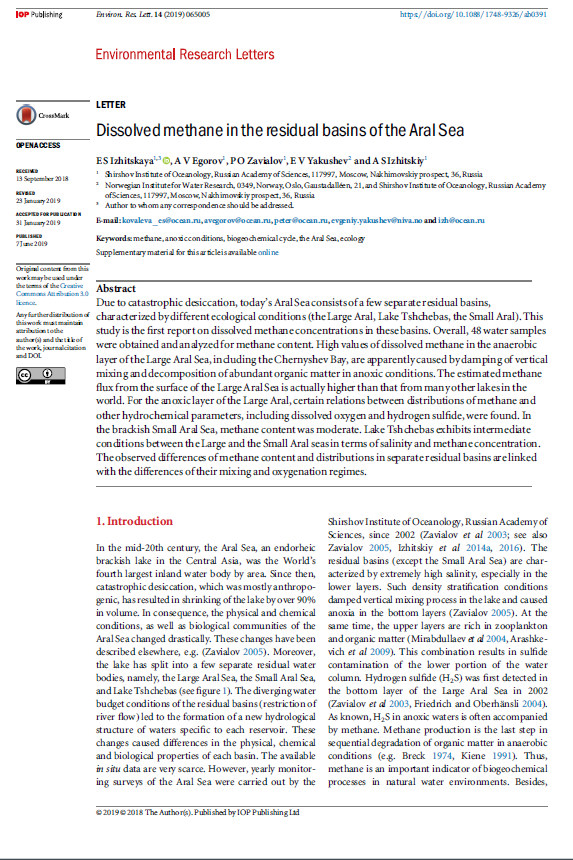 IOP Publishing
Environ. Res. Lett. 14 (2019) 065005
https://doi.org/10.1088/1748-9326/ab0391
Environmental Research Letters
CrossMark
OPEN ACCESS
RECEIVED
13 September 2018
REVISED
23 January 2019
ACCEPTED FOR PUBLICATION
31 January 2019
PUBLISHED
7 June 2019
Original content from this
work may be used under
the terms of the Creative
Commons Attribution 3.0
licence.
Any further distribution of
this work must maintain
attribution to the
author(s) and the title of
the work, journal citation
and DOI.
LETTER
Dissolved methane in the residual basins of the Aral Sea
E S Izhitskaya1,3, A V Egorov1, P O Zavialov1, E V Yakushev2 and A S Izhitskiy1
1 Shirshov Institute of Oceanology, Russian Academy of Sciences, 117997, Moscow, Nakhimovskiy prospect, 36, Russia
2 Norwegian Institute for Water Research, 0349, Norway, Oslo, Gaustadalléen, 21, and Shirshov Institute of Oceanology, Russian Academy
of Sciences, 117997, Moscow, Nakhimovskiy prospect, 36, Russia
3 Author to whom any correspondence should be addressed.
E-mail: kovaleva_es@ocean.ru, avegorov@ocean.ru, peter@ocean.ru, evgeniy.yakushev@niva.no and izh@ocean.ru
Keywords: methane, anoxic conditions, biogeochemical cycle, the Aral Sea, ecology
Supplementary material for this article is available online
Abstract
Due to catastrophic desiccation, today's Aral Sea consists of a few separate residual basins,
characterized by different ecological conditions (the Large Aral, Lake Tshchebas, the Small Aral). This
study is the first report on dissolved methane concentrations in these basins. Overall, 48 water samples
were obtained and analyzed for methane content. High values of dissolved methane in the anaerobic
layer of the Large Aral Sea, including the Chernyshev Bay, are apparently caused by damping of vertical
mixing and decomposition of abundant organic matter in anoxic conditions. The estimated methane
flux from the surface of the Large Aral Sea is actually higher than that from many other lakes in the
world. For the anoxic layer of the Large Aral, certain relations between distributions of methane and
other hydrochemical parameters, including dissolved oxygen and hydrogen sulfide, were found. In
the brackish Small Aral Sea, methane content was moderate. Lake Tshchebas exhibits intermediate
conditions between the Large and the Small Aral seas in terms of salinity and methane concentration.
The observed differences of methane content and distributions in separate residual basins are linked
with the differences of their mixing and oxygenation regimes.
1. Introduction
In the mid-20th century, the Aral Sea, an endorheic
brackish lake in the Central Asia, was the World's
fourth largest inland water body by area. Since then,
catastrophic desiccation, which was mostly anthropo-
genic, has resulted in shrinking of the lake by over 90%
in volume. In consequence, the physical and chemical
conditions, as well as biological communities of the
Aral Sea changed drastically. These changes have been
described elsewhere, e.g. (Zavialov 2005). Moreover,
the lake has split into a few separate residual water
bodies, namely, the Large Aral Sea, the Small Aral Sea,
and Lake Tshchebas (see figure 1). The diverging water
budget conditions of the residual basins (restriction of
river flow) led to the formation of a new hydrological
structure of waters specific to each reservoir. These
changes caused differences in the physical, chemical
and biological properties of each basin. The available
in situ data are very scarce. However, yearly monitor-
ing surveys of the Aral Sea were carried out by the
Shirshov Institute of Oceanology, Russian Academy of
Sciences, since 2002 (Zavialov et al 2003; see also
Zavialov 2005, Izhitskiy et al 2014a, 2016). The
residual basins (except the Small Aral Sea) are char-
acterized by extremely high salinity, especially in the
lower layers. Such density stratification conditions
damped vertical mixing process in the lake and caused
anoxia in the bottom layers (Zavialov 2005). At the
same time, the upper layers are rich in zooplankton
and organic matter (Mirabdullaev et al 2004, Arashke-
vich et al 2009). This combination results in sulfide
contamination of the lower portion of the water
column. Hydrogen sulfide (H2S) was first detected in
the bottom layer of the Large Aral Sea in 2002
(Zavialov et al 2003, Friedrich and Oberhänsli 2004).
As known, H2S in anoxic waters is often accompanied
by methane. Methane production is the last step in
sequential degradation of organic matter in anaerobic
conditions (e.g. Breck 1974, Kiene 1991). Thus,
methane is an important indicator of biogeochemical
processes in natural water environments. Besides,
© 2019 © 2018 The Author(s). Published by IOP Publishing Ltd